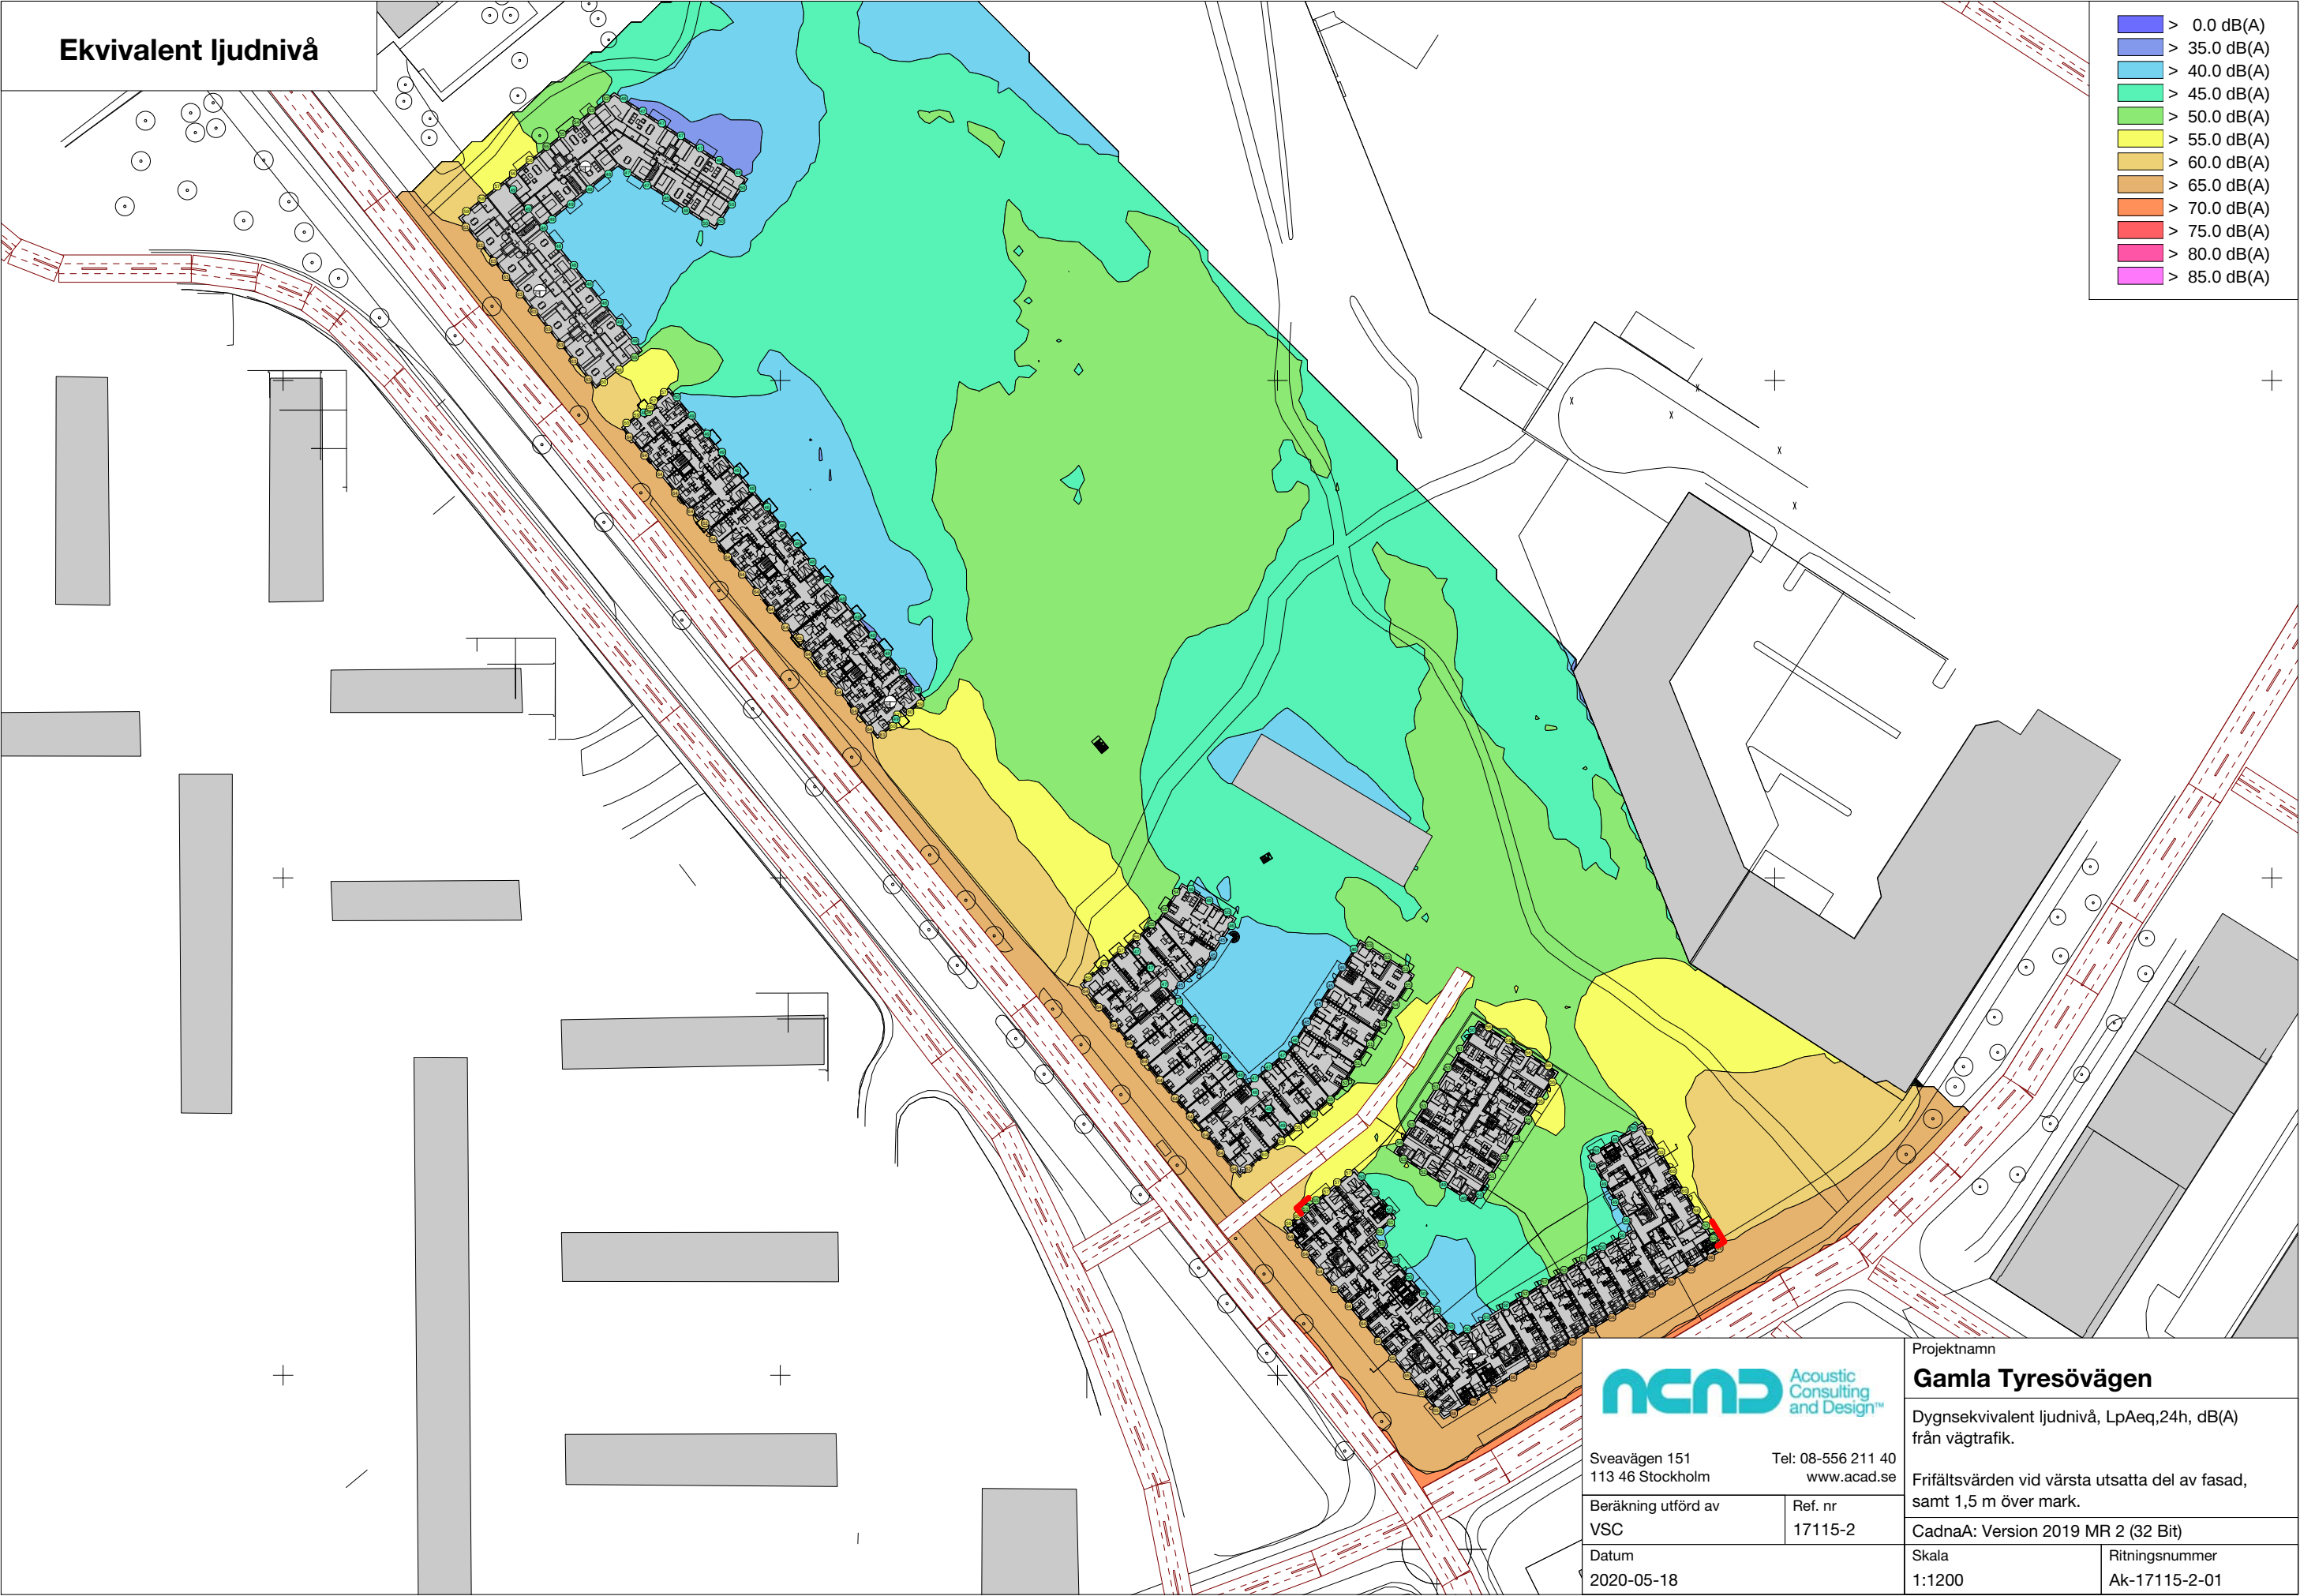 Ekvivalent ljudnivå
> 0.0 dB(A)
> 35.0 dB(A)
> 40.0 dB(A)
> 45.0 dB(A)
> 50.0 dB(A)
> 55.0 dB(A)
> 60.0 dB(A)
> 65.0 dB(A)
> 70.0 dB(A)
> 75.0 dB(A)
> 80.0 dB(A)
> 85.0 dB(A)
ACAD
Acoustic
Consulting
and Design™
Sveavägen 151 Tel: 08-556 211 40
113 46 Stockholm www.acad.se
Beräkning utförd av
VSC
Ref. nr
17115-2
Datum
2020-05-18
Projektnamn
Gamla Tyresövägen
Dygnsekvivalent ljudnivå, LpAeq,24h, dB(A)
från vägtrafik.
Frifältsvärden vid värsta utsatta del av fasad,
samt 1,5 m över mark.
CadnaA: Version 2019 MR 2 (32 Bit)
Skala
1:1200
Ritningsnummer
Ak-17115-2-01